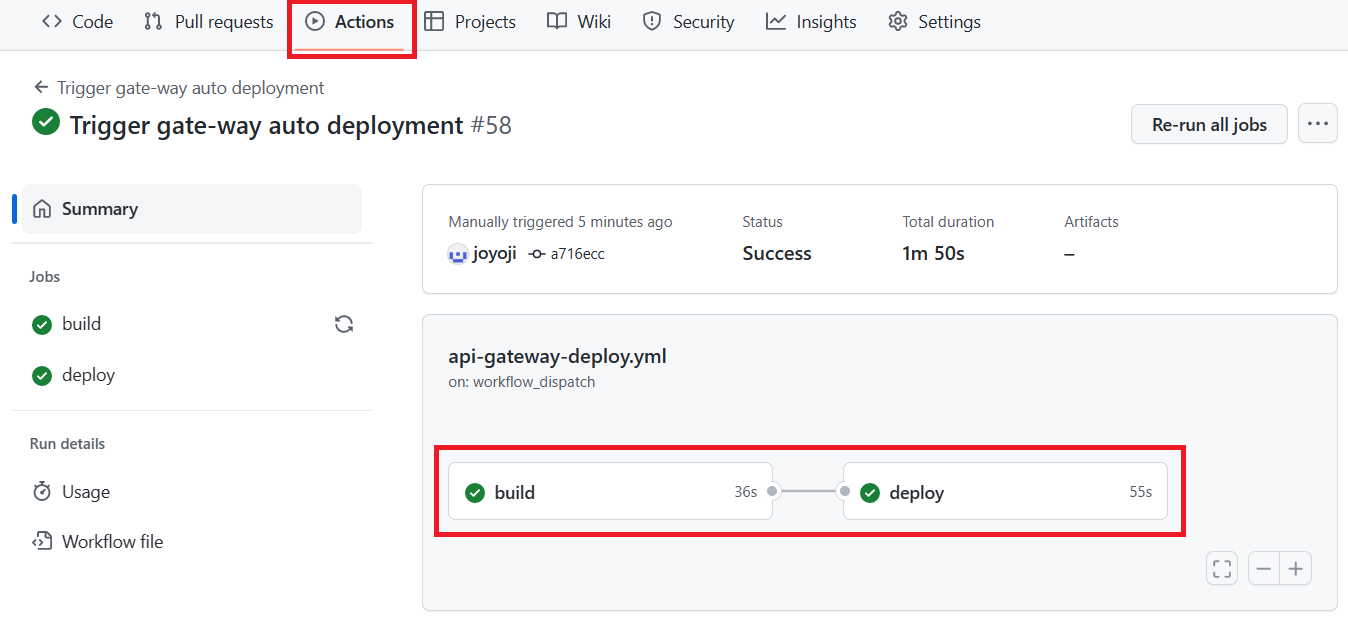 Code Pull requests Actions Projects Wiki Security Insights Settings
Trigger gate-way auto deployment
Trigger gate-way auto deployment #58
Re-run all jobs
Summary
Jobs
build
deploy
Run details
Usage
Workflow file
Manually triggered 5 minutes ago
joyoji a716ecc
Status
Success
Total duration
1m 50s
Artifacts
–
api-gateway-deploy.yml
on: workflow_dispatch
build 36s
deploy 55s